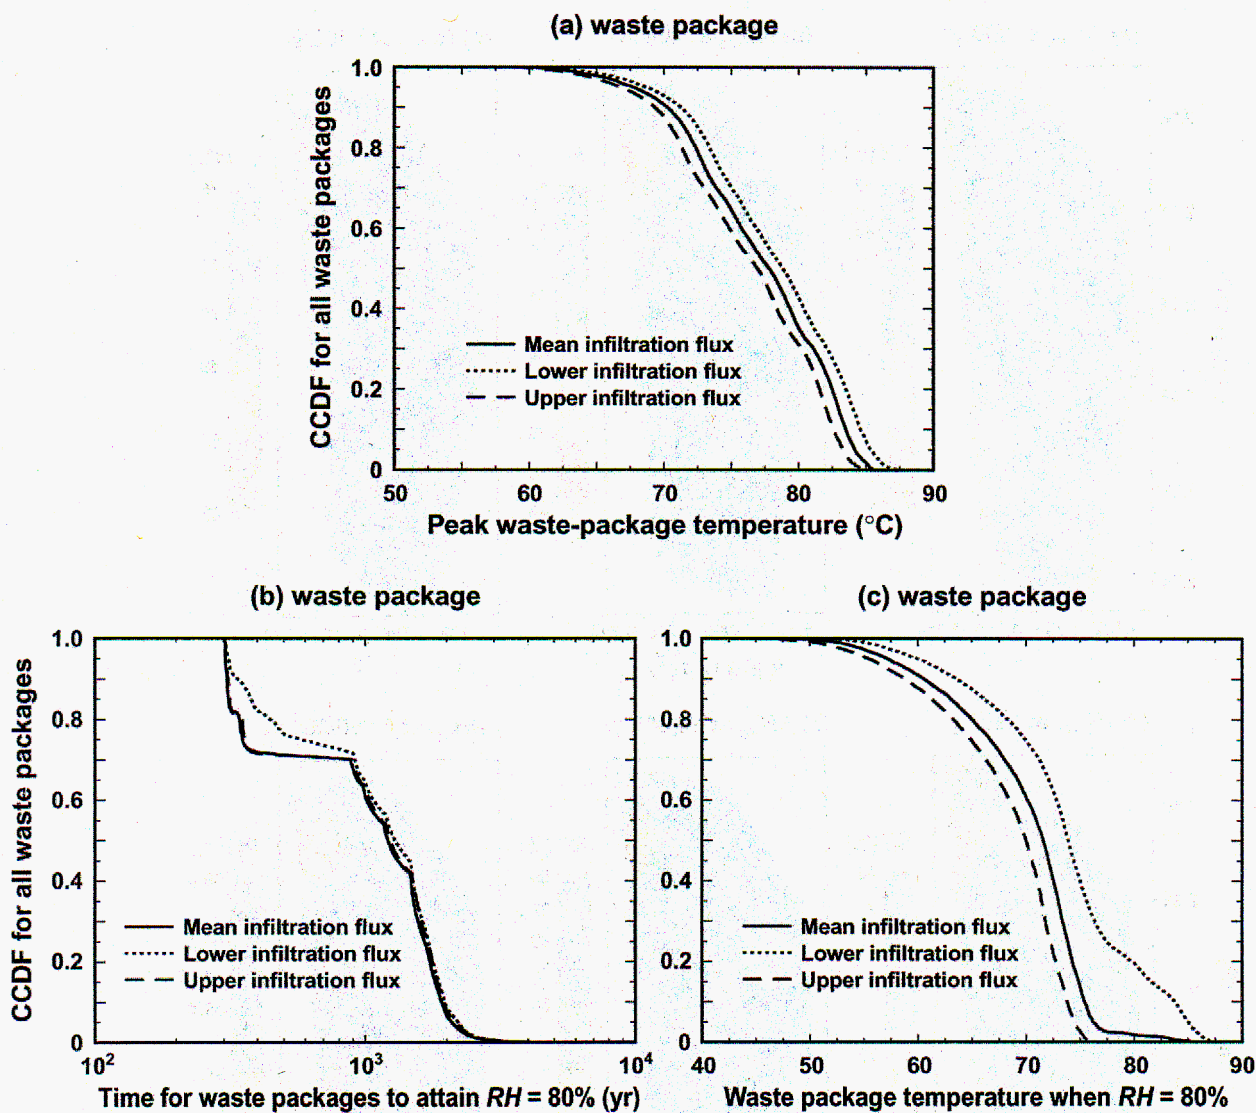 (a) waste package
CCDF for all waste packages
1.0
0.8
0.6
0.4
0.2
0
Mean infiltration flux
Lower infiltration flux
Upper infiltration flux
50
60
70
80
90
Peak waste-package temperature (°C)
(b) waste package
CCDF for all waste packages
1.0
0.8
0.6
0.4
0.2
0
Mean infiltration flux
Lower infiltration flux
Upper infiltration flux
10²
10³
10⁴
Time for waste packages to attain RH = 80% (yr)
(c) waste package
1.0
0.8
0.6
0.4
0.2
0
Mean infiltration flux
Lower infiltration flux
Upper infiltration flux
40
50
60
70
80
90
Waste package temperature when RH = 80%